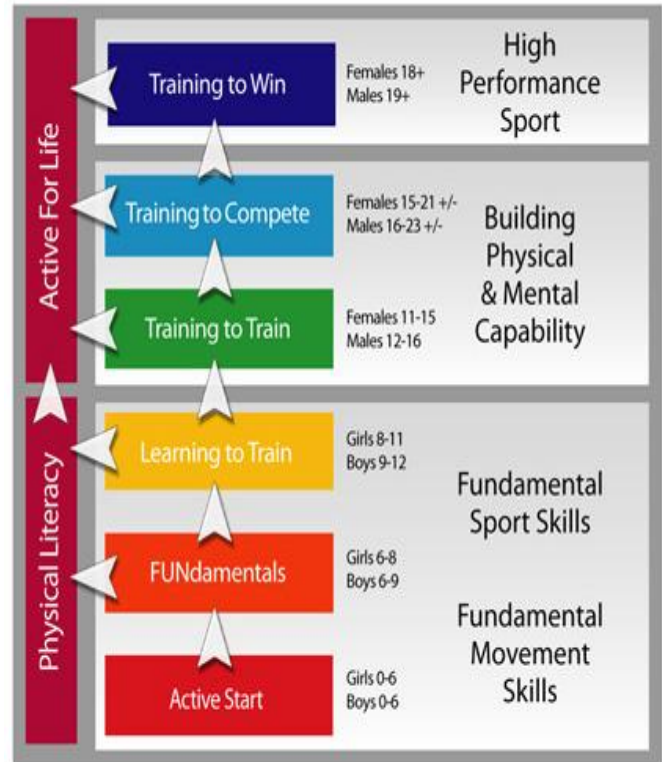 Active For Life
Physical Literacy
Training to Win
Females 18+
Males 19+
High
Performance
Sport
Training to Compete
Females 15-21 +/-
Males 16-23 +/-
Building
Physical
& Mental
Capability
Training to Train
Females 11-15
Males 12-16
Learning to Train
Girls 8-11
Boys 9-12
Fundamental
Sport Skills
FUNdamentals
Girls 6-8
Boys 6-9
Fundamental
Movement
Skills
Active Start
Girls 0-6
Boys 0-6